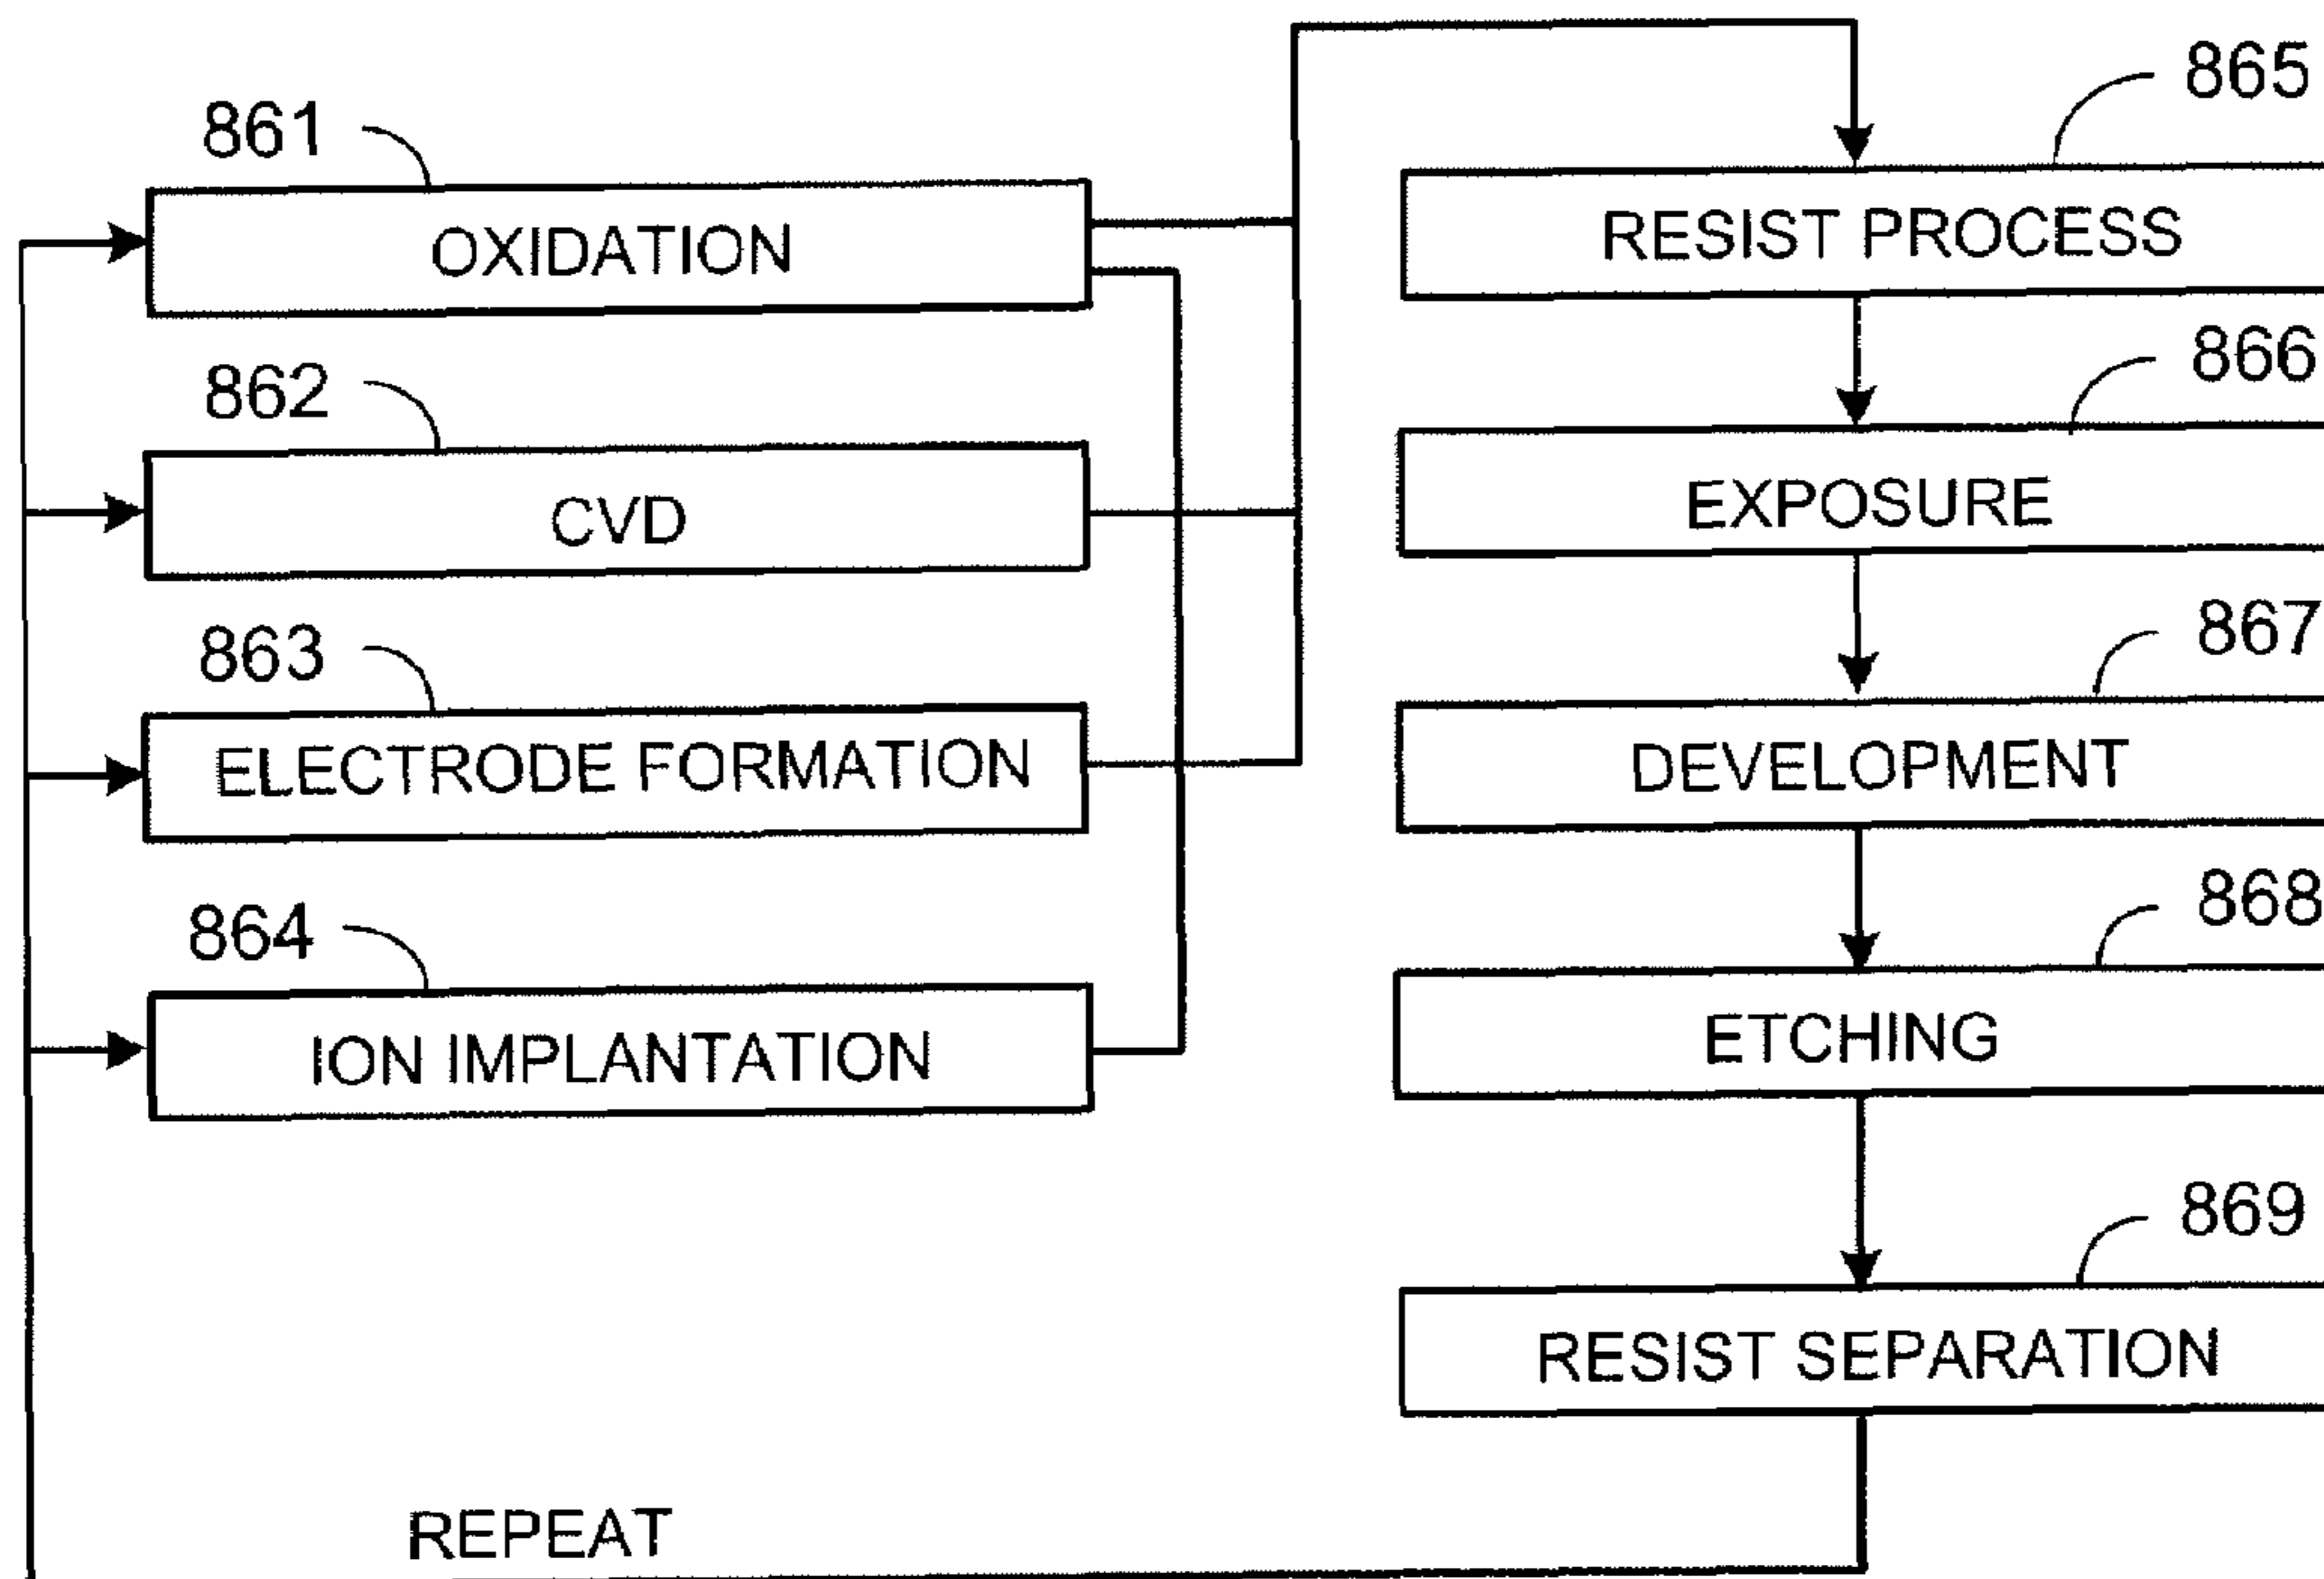 861
OXIDATION
862
CVD
863
ELECTRODE FORMATION
864
ION IMPLANTATION
865
RESIST PROCESS
866
EXPOSURE
867
DEVELOPMENT
868
ETCHING
869
RESIST SEPARATION
REPEAT